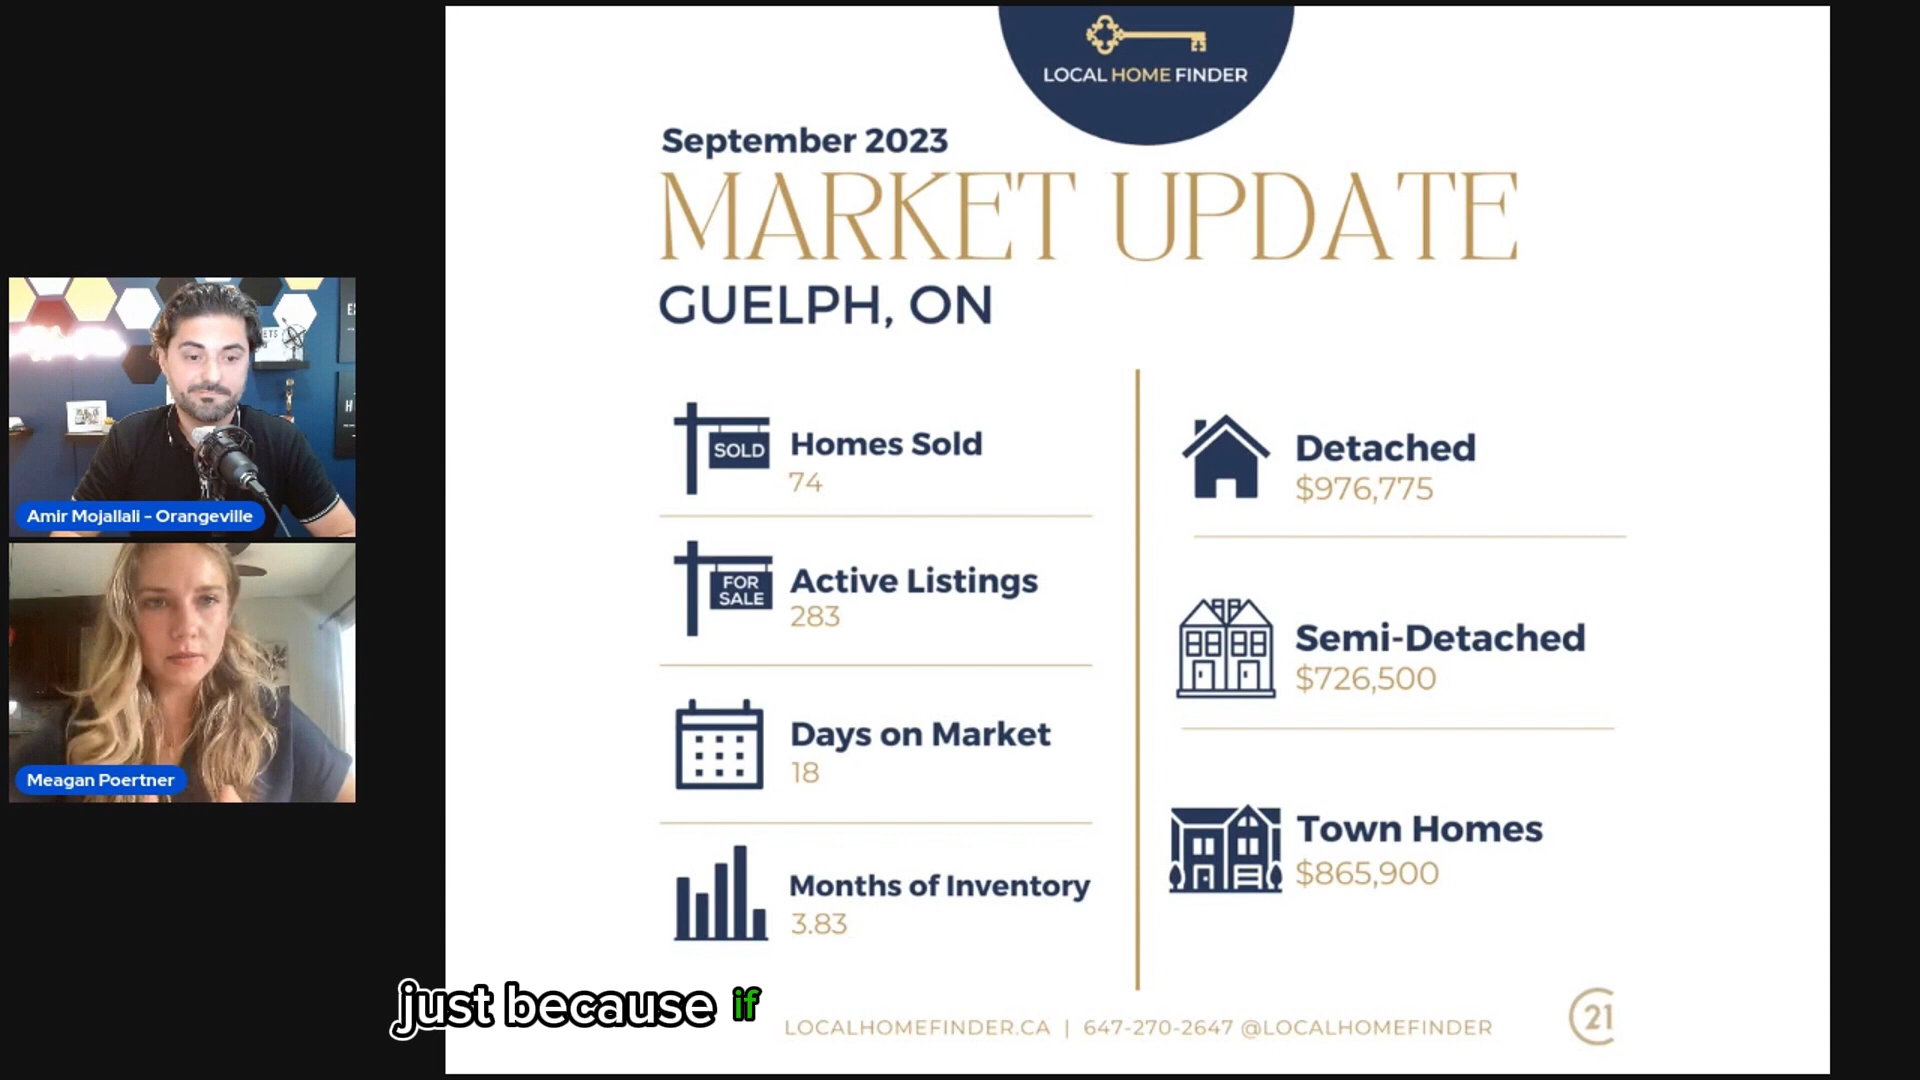 LOCAL HOME FINDER
September 2023
MARKET UPDATE
GUELPH, ON
SOLD
Homes Sold
74
FOR
SALE
Active Listings
283
Days on Market
18
Months of Inventory
3.83
Detached
$976,775
Semi-Detached
$726,500
Town Homes
$865,900
Amir Mojallali - Orangeville
Meagan Poertner
just because if
LOCALHOMEFINDER.CA | 647-270-2647 @LOCALHOMEFINDER
21